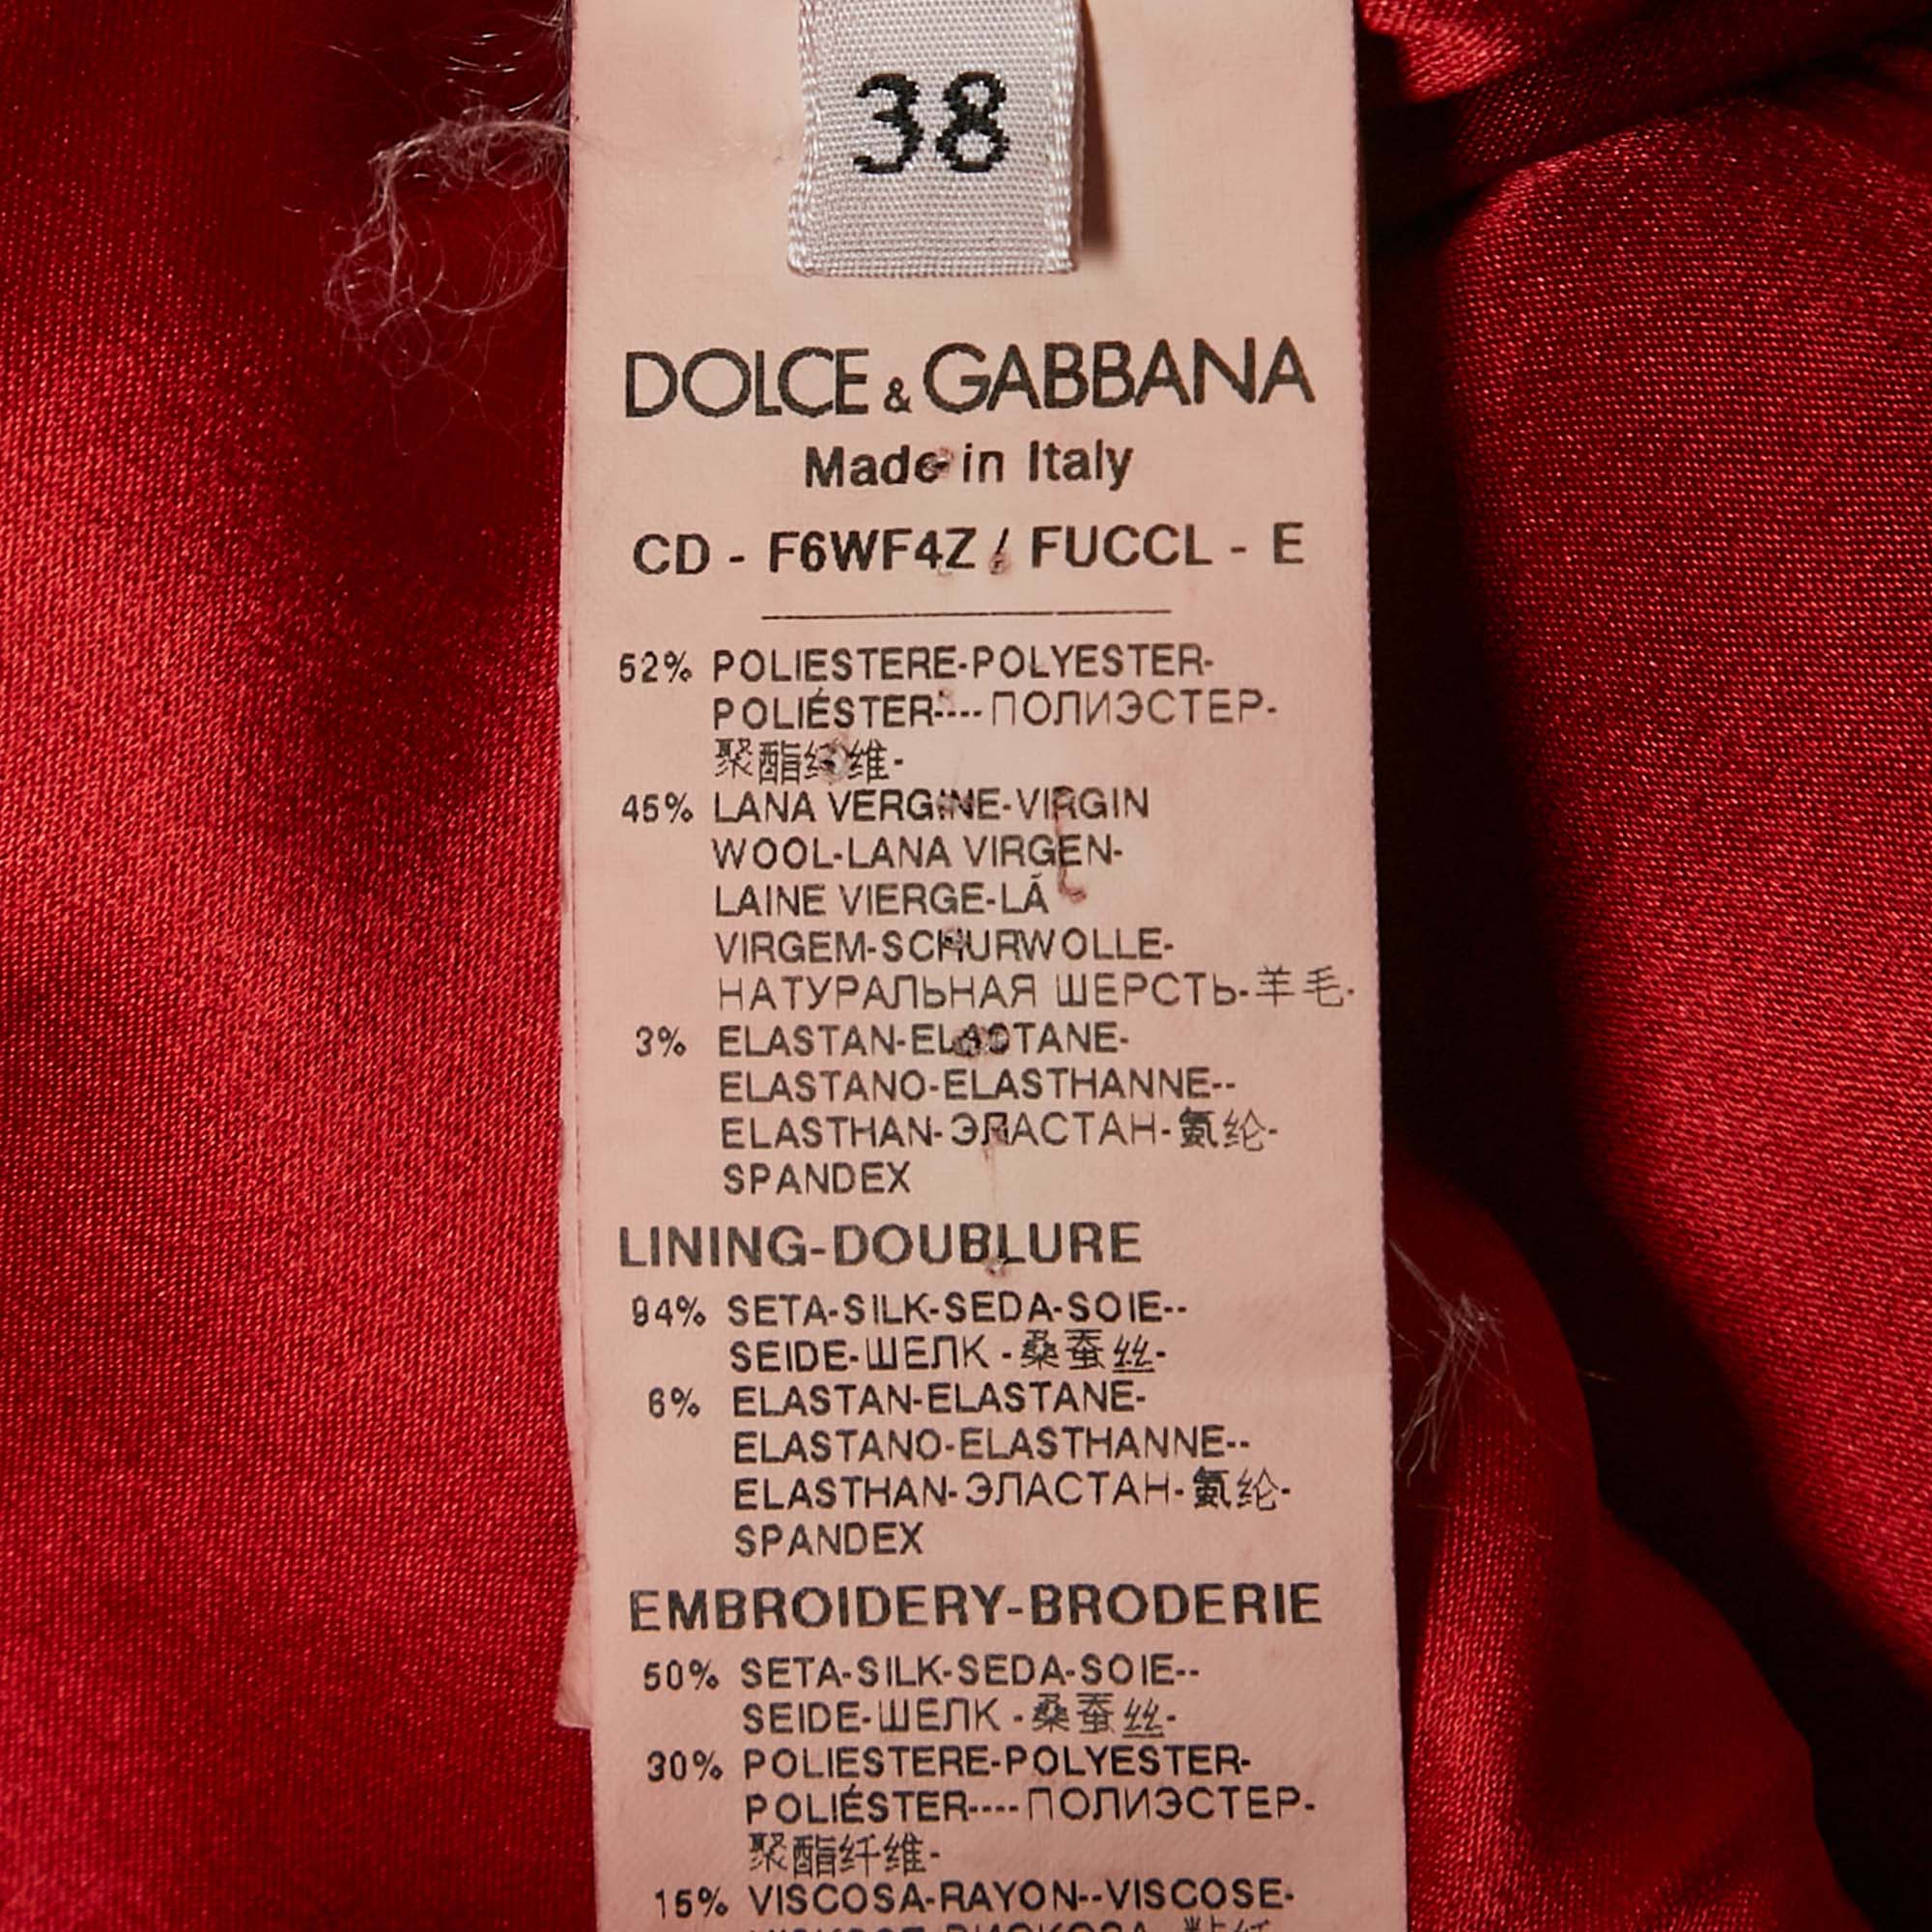 38
DOLCE & GABBANA
Made in Italy
CD - F6WF4Z / FUCCL - E
52% POLIESTERE-POLYESTER-
POLIÉSTER----ПОЛИЭСТЕР-
聚酯纤维-
45% LANA VERGINE-VIRGIN
WOOL-LANA VIRGEN-
LAINE VIERGE-LÃ
VIRGEM-SCHURWOLLE-
НАТУРАЛЬНАЯ ШЕРСТЬ-羊毛-
3% ELASTAN-ELASTANE-
ELASTANO-ELASTHANNE--
ELASTHAN-ЭЛАСТАН-氨纶-
SPANDEX
LINING-DOUBLURE
94% SETA-SILK-SEDA-SOIE--
SEIDE-ШЕЛК -桑蚕丝-
6% ELASTAN-ELASTANE-
ELASTANO-ELASTHANNE--
ELASTHAN-ЭЛАСТАН-氨纶-
SPANDEX
EMBROIDERY-BRODERIE
50% SETA-SILK-SEDA-SOIE--
SEIDE-ШЕЛК -桑蚕丝-
30% POLIESTERE-POLYESTER-
POLIÉSTER----ПОЛИЭСТЕР-
聚酯纤维-
15% VISCOSA-RAYON--VISCOSE-